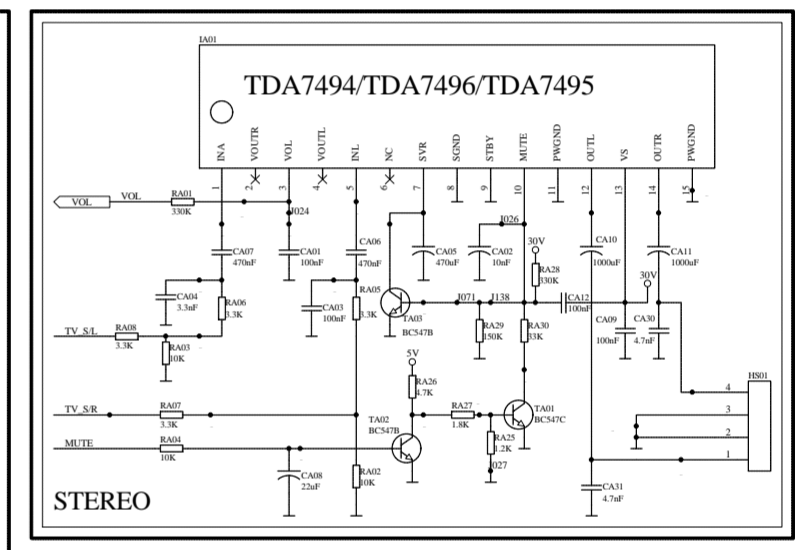 IA01
TDA7494/TDA7496/TDA7495
INA
VOUTR
VOL
VOUTL
INL
NC
SVR
SGND
STBY
MUTE
PWGND
OUTL
VS
OUTR
PWGND
1
2
3
4
5
6
7
8
9
10
11
12
13
14
15
VOL
VOL
RA01
330K
J024
J026
CA07
470nF
CA01
100nF
CA06
470nF
CA05
470uF
CA02
10nF
30V
RA28
330K
CA10
1000uF
CA11
1000uF
30V
CA04
3.3nF
RA06
3.3K
CA03
100nF
RA05
3.3K
TA03
BC547B
J071
J138
CA12
100nF
CA09
100nF
CA30
4.7nF
TV_S/L
RA08
3.3K
RA03
10K
RA29
150K
RA30
33K
5V
RA26
4.7K
HS01
4
3
2
1
TV_S/R
RA07
3.3K
TA02
BC547B
RA27
1.8K
TA01
BC547C
MUTE
RA04
10K
RA25
1.2K
J027
CA08
22uF
RA02
10K
CA31
4.7nF
STEREO